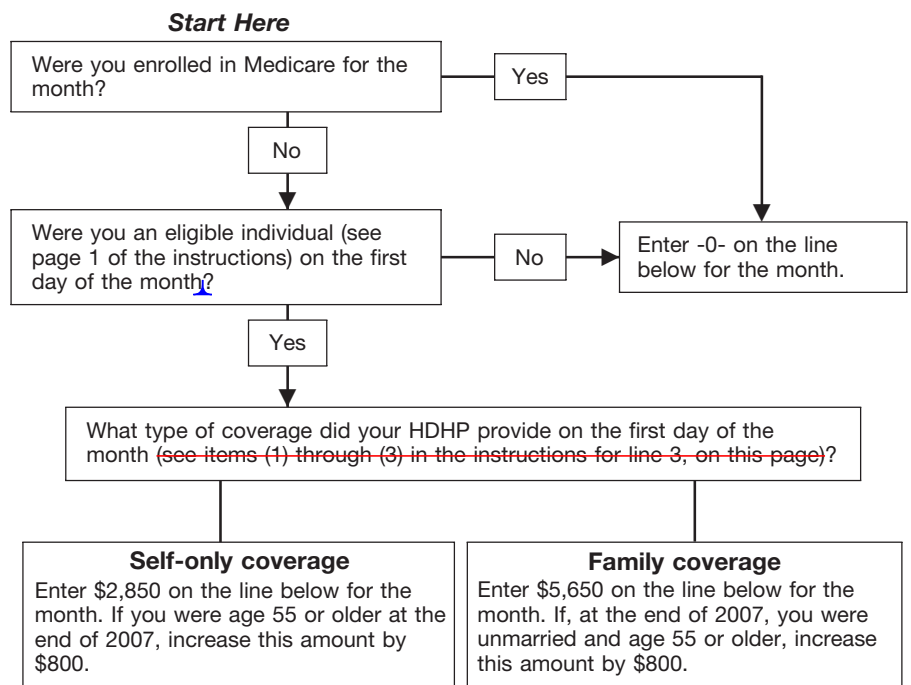 Start Here
Were you enrolled in Medicare for the
month?
Yes
No
Were you an eligible individual (see
page 1 of the instructions) on the first
day of the month?
No
Enter -0- on the line
below for the month.
Yes
What type of coverage did your HDHP provide on the first day of the
month (see items (1) through (3) in the instructions for line 3, on this page)?
Self-only coverage
Enter $2,850 on the line below for the
month. If you were age 55 or older at the
end of 2007, increase this amount by
$800.
Family coverage
Enter $5,650 on the line below for the
month. If, at the end of 2007, you were
unmarried and age 55 or older, increase
this amount by $800.